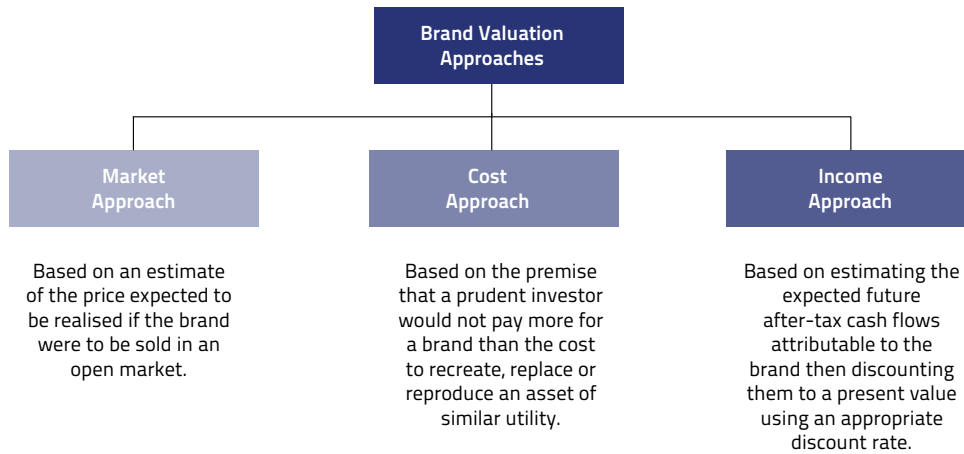 Brand Valuation
Approaches
Market
Approach
Cost
Approach
Income
Approach
Based on an estimate
of the price expected to
be realised if the brand
were to be sold in an
open market.
Based on the premise
that a prudent investor
would not pay more for
a brand than the cost
to recreate, replace or
reproduce an asset of
similar utility.
Based on estimating the
expected future
after-tax cash flows
attributable to the
brand then discounting
them to a present value
using an appropriate
discount rate.